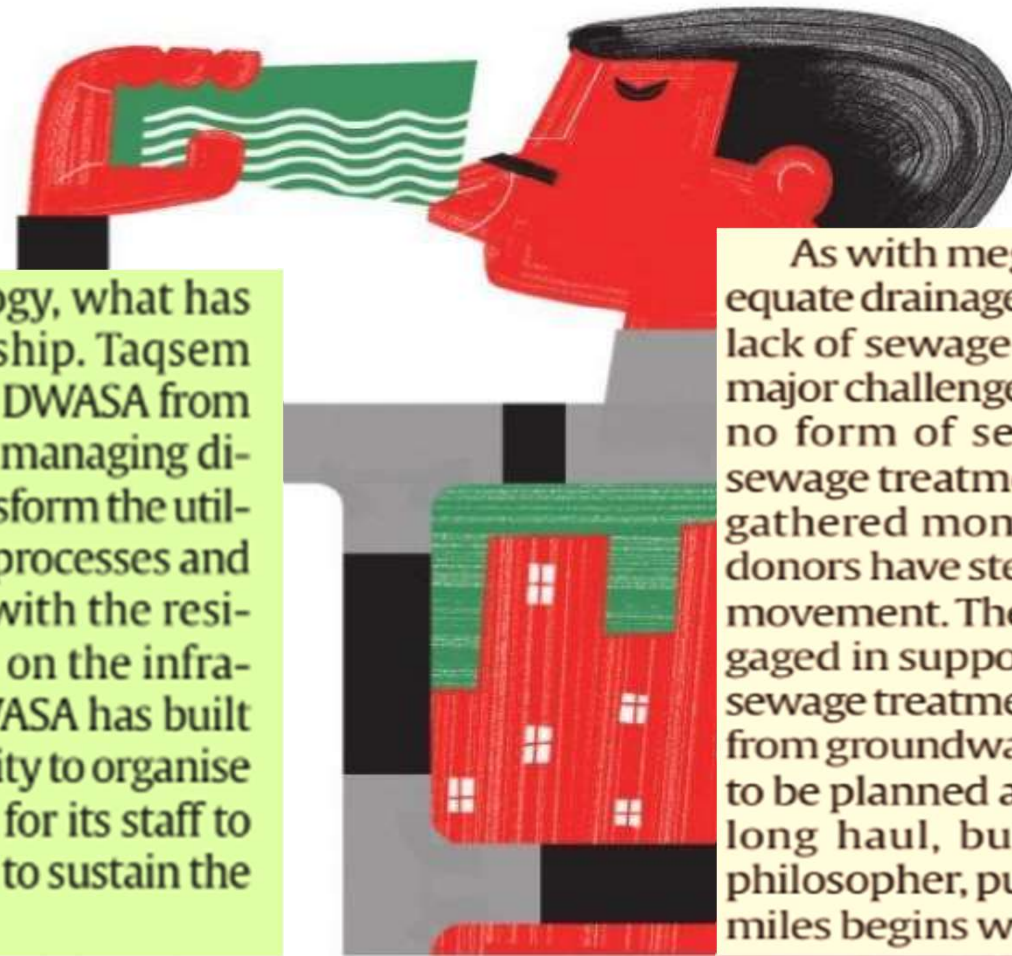 ogy, what has
ship. Taqsem
DWASA from
managing di-
sform the util-
processes and
with the resi-
on the infra-
ASA has built
ity to organise
for its staff to
to sustain the
As with meg
equate drainage
lack of sewage
major challenge
no form of se
sewage treatme
gathered mon
donors have ste
movement. The
gaged in suppo
sewage treatme
from groundwa
to be planned a
long haul, bu
philosopher, pu
miles begins w